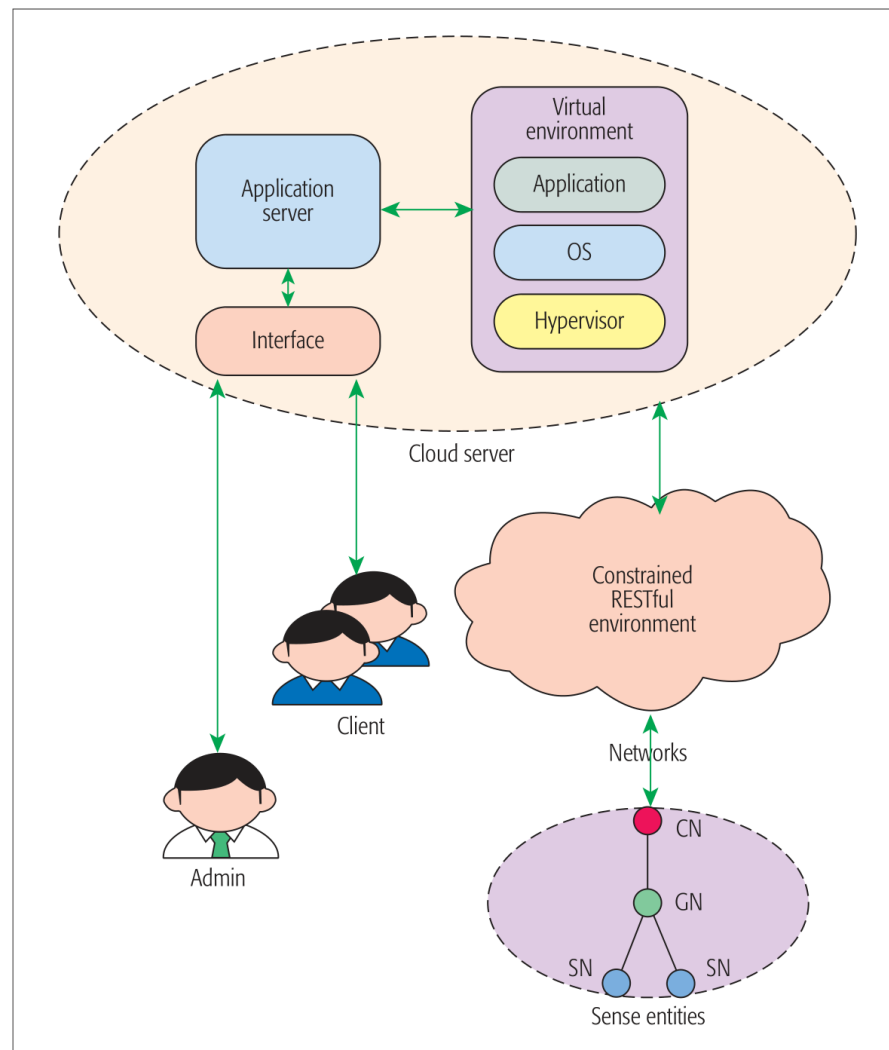 Virtual
environment
Application
server
Application
OS
Hypervisor
Interface
Cloud server
Constrained
RESTful
environment
Client
Networks
Admin
CN
GN
SN
SN
Sense entities